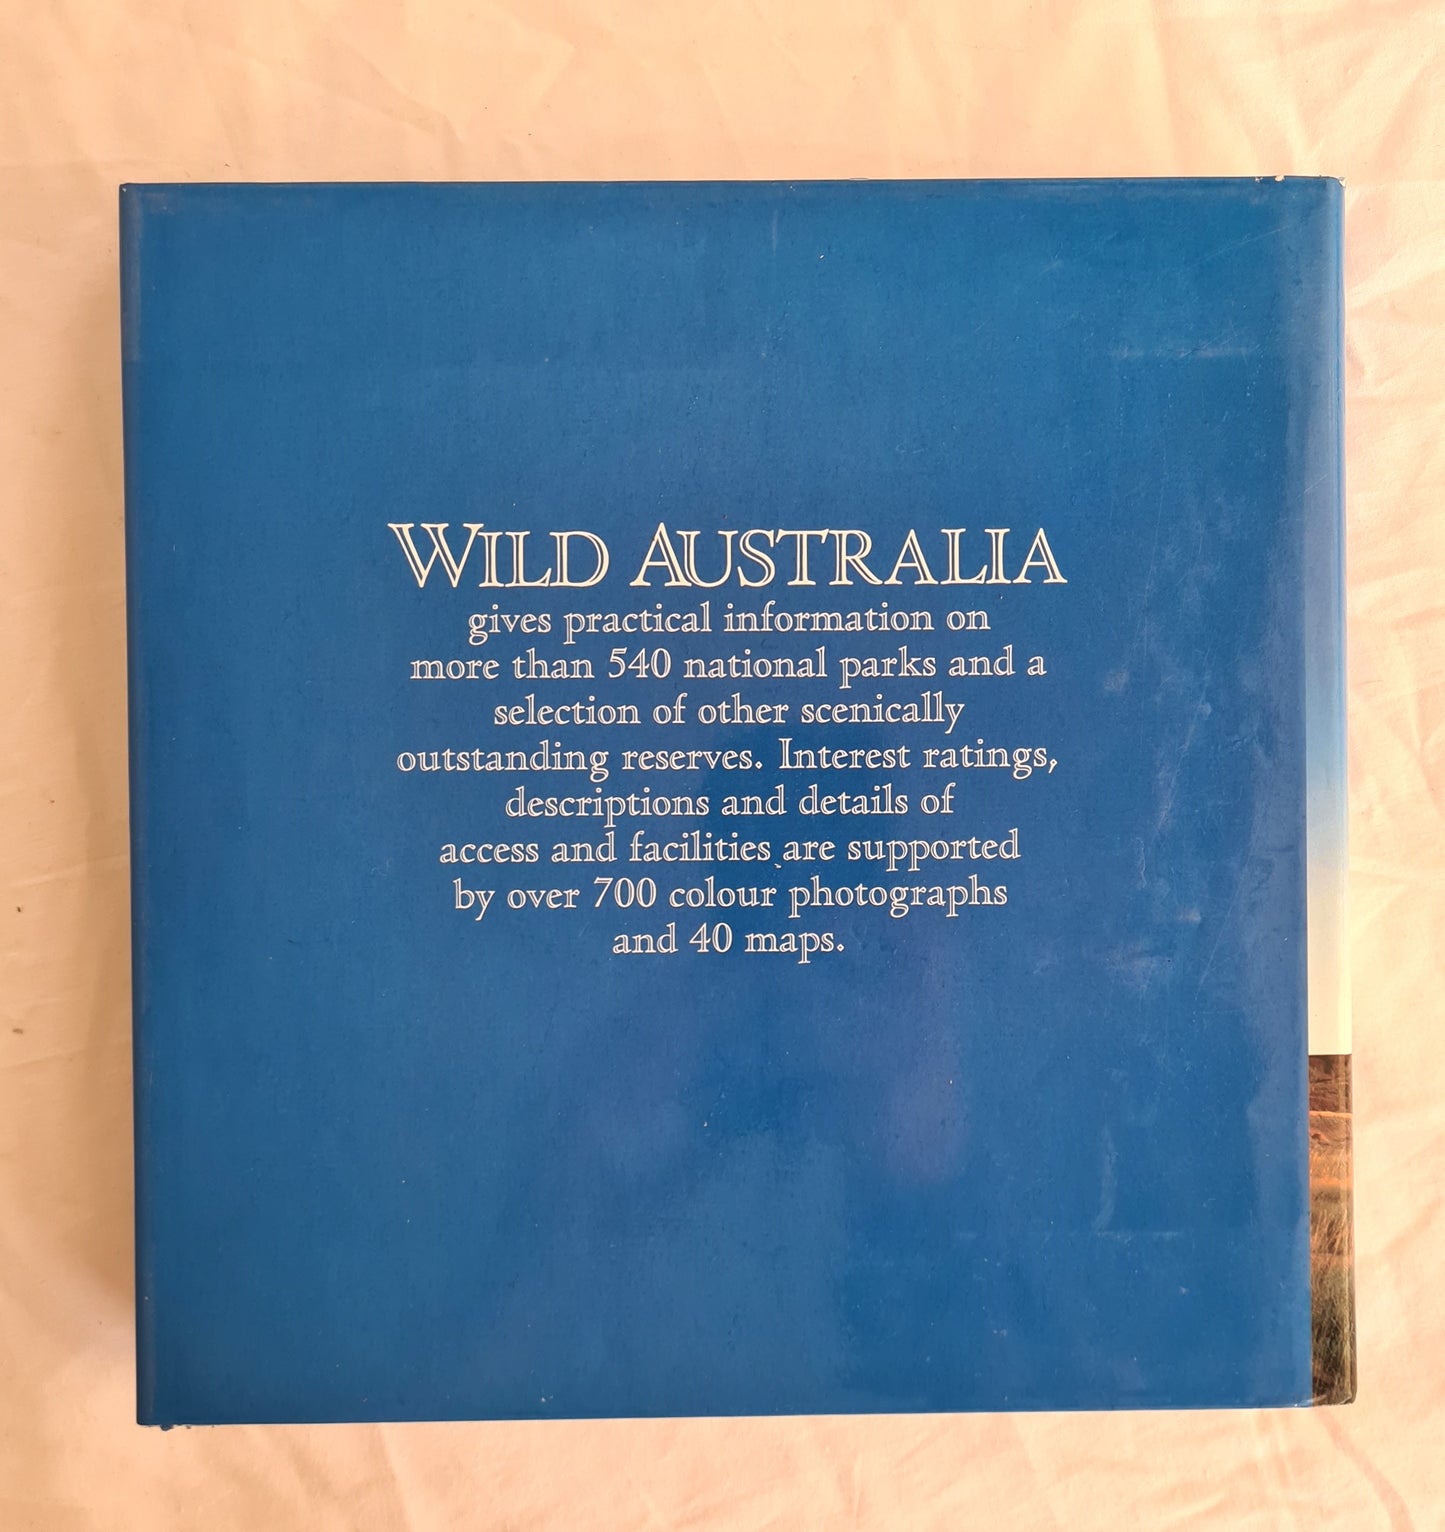 WILD AUSTRALIA
gives practical information on
more than 540 national parks and a
selection of other scenically
outstanding reserves. Interest ratings,
descriptions and details of
access and facilities are supported
by over 700 colour photographs
and 40 maps.